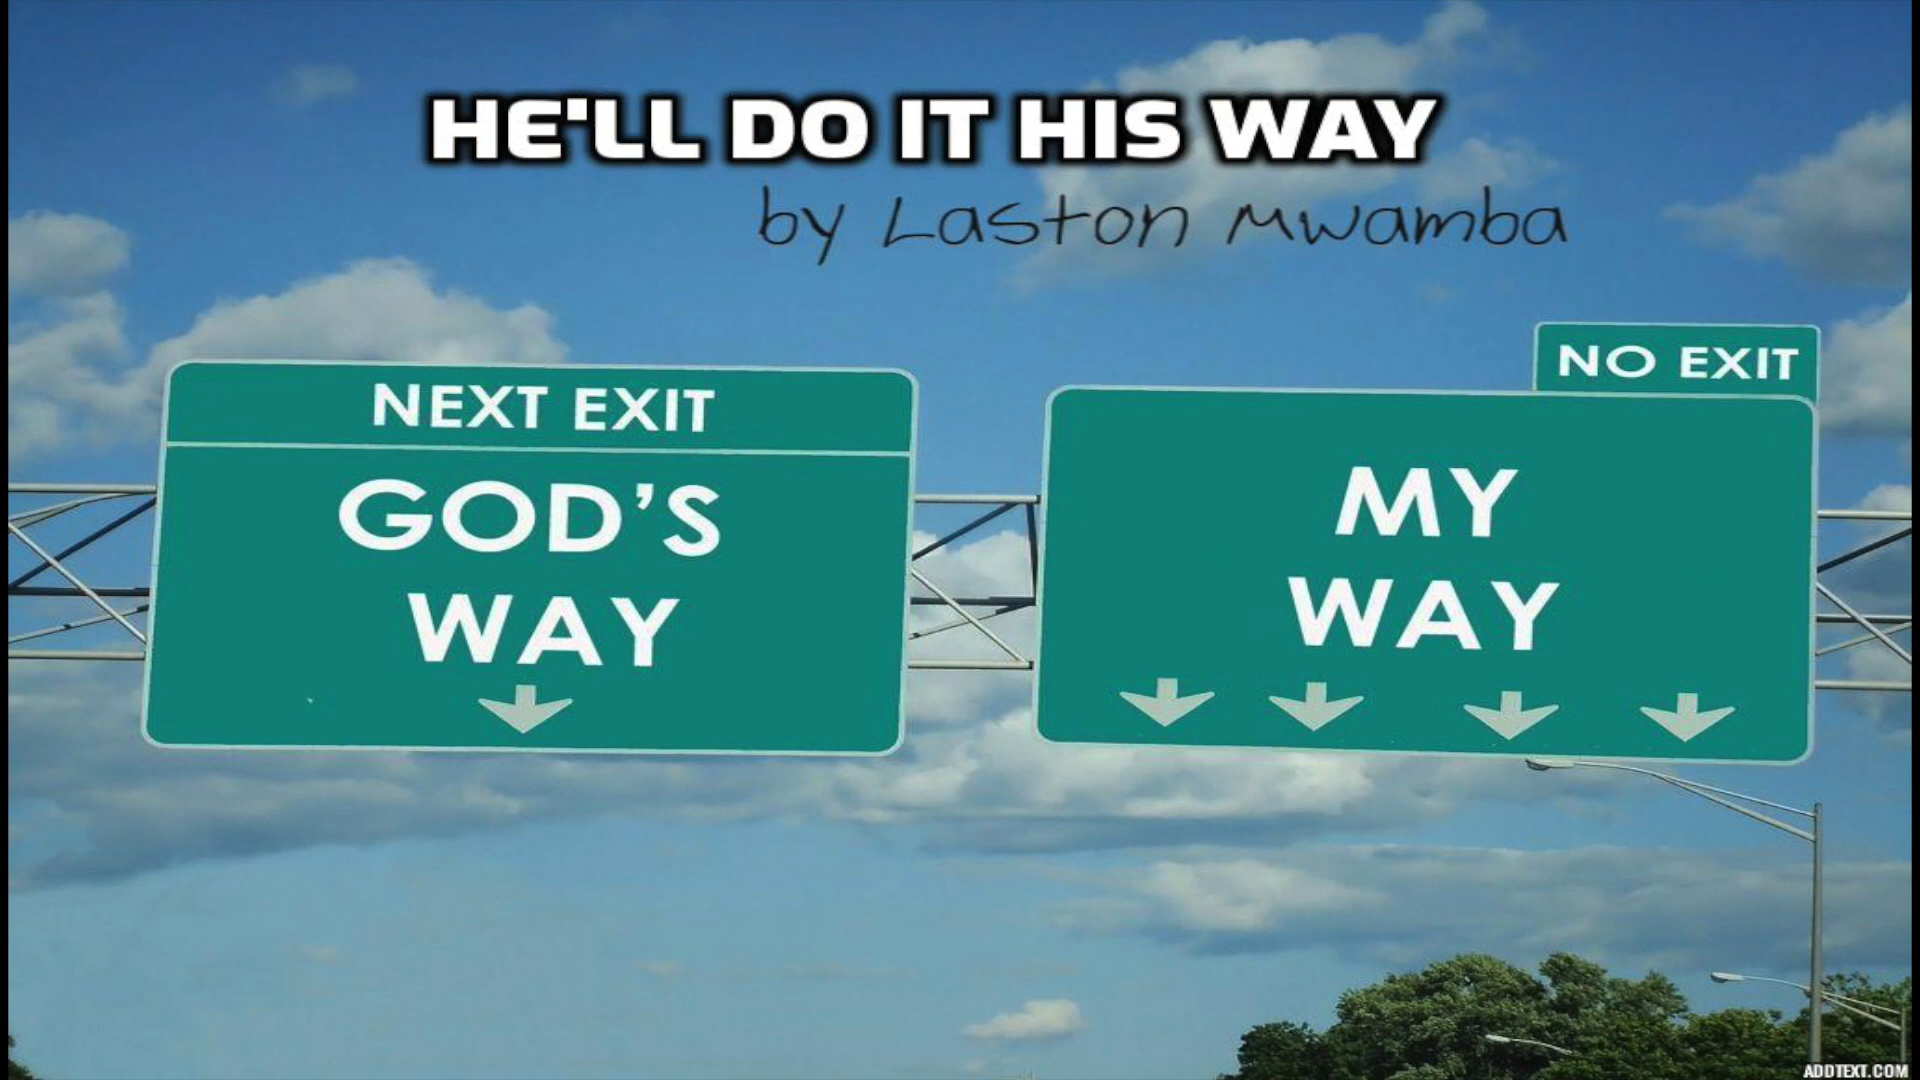 HE'LL DO IT HIS WAY
by Laston Mwamba
NEXT EXIT
GOD'S
WAY
NO EXIT
MY
WAY
ADDTEXT.COM